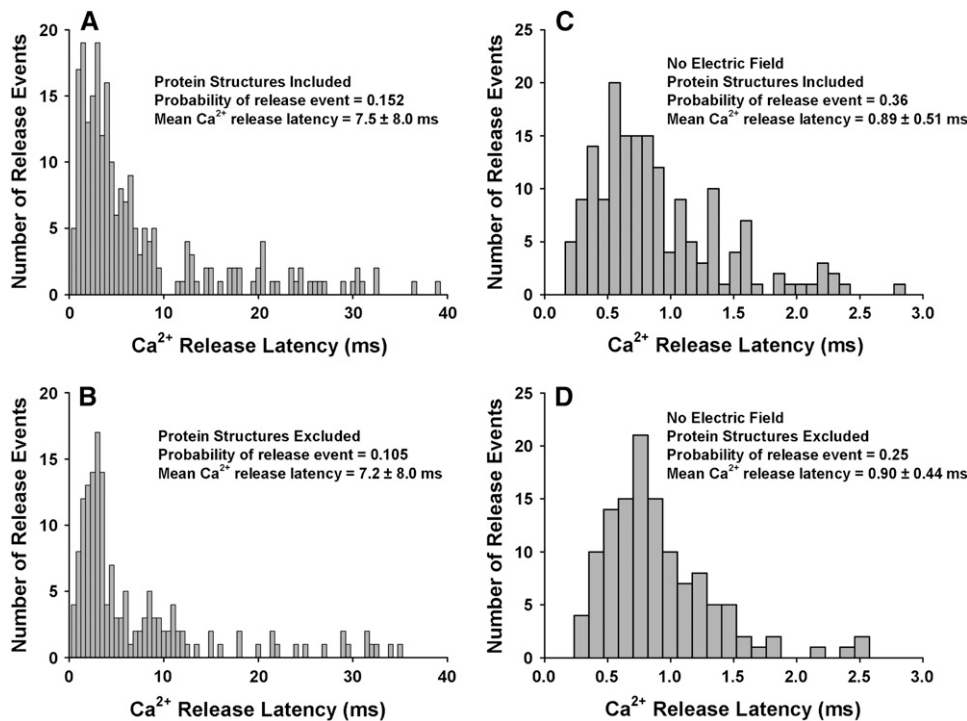 A
Number of Release Events
20
15
10
5
0
Protein Structures Included
Probability of release event = 0.152
Mean Ca²⁺ release latency = 7.5 ± 8.0 ms
0 10 20 30 40
Ca²⁺ Release Latency (ms)
C
Number of Release Events
25
20
15
10
5
0
No Electric Field
Protein Structures Included
Probability of release event = 0.36
Mean Ca²⁺ release latency = 0.89 ± 0.51 ms
0.0 0.5 1.0 1.5 2.0 2.5 3.0
Ca²⁺ Release Latency (ms)
B
Number of Release Events
20
15
10
5
0
Protein Structures Excluded
Probability of release event = 0.105
Mean Ca²⁺ release latency = 7.2 ± 8.0 ms
0 10 20 30 40
Ca²⁺ Release Latency (ms)
D
Number of Release Events
25
20
15
10
5
0
No Electric Field
Protein Structures Excluded
Probability of release event = 0.25
Mean Ca²⁺ release latency = 0.90 ± 0.44 ms
0.0 0.5 1.0 1.5 2.0 2.5 3.0
Ca²⁺ Release Latency (ms)